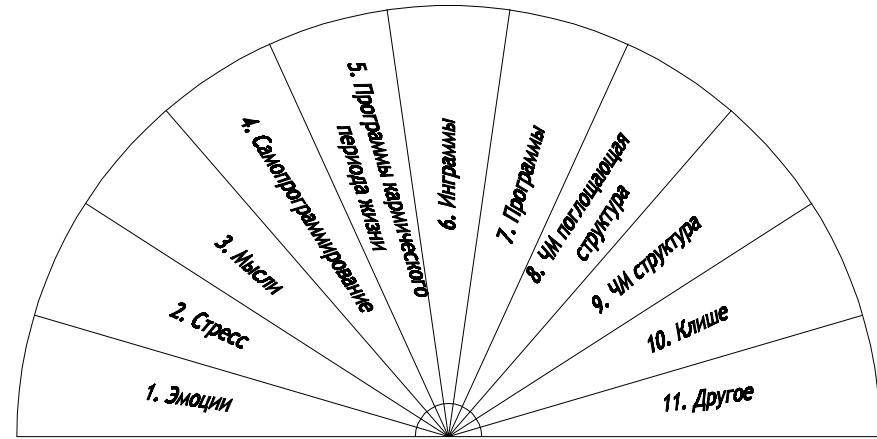 1. Эмоции
2. Стресс
3. Мысли
4. Самопрограммирование
5. Программы кармического
периода жизни
6. Инграммы
7. Программы
8. ЧМ поглощающая
структура
9. ЧМ структура
10. Клише
11. Другое